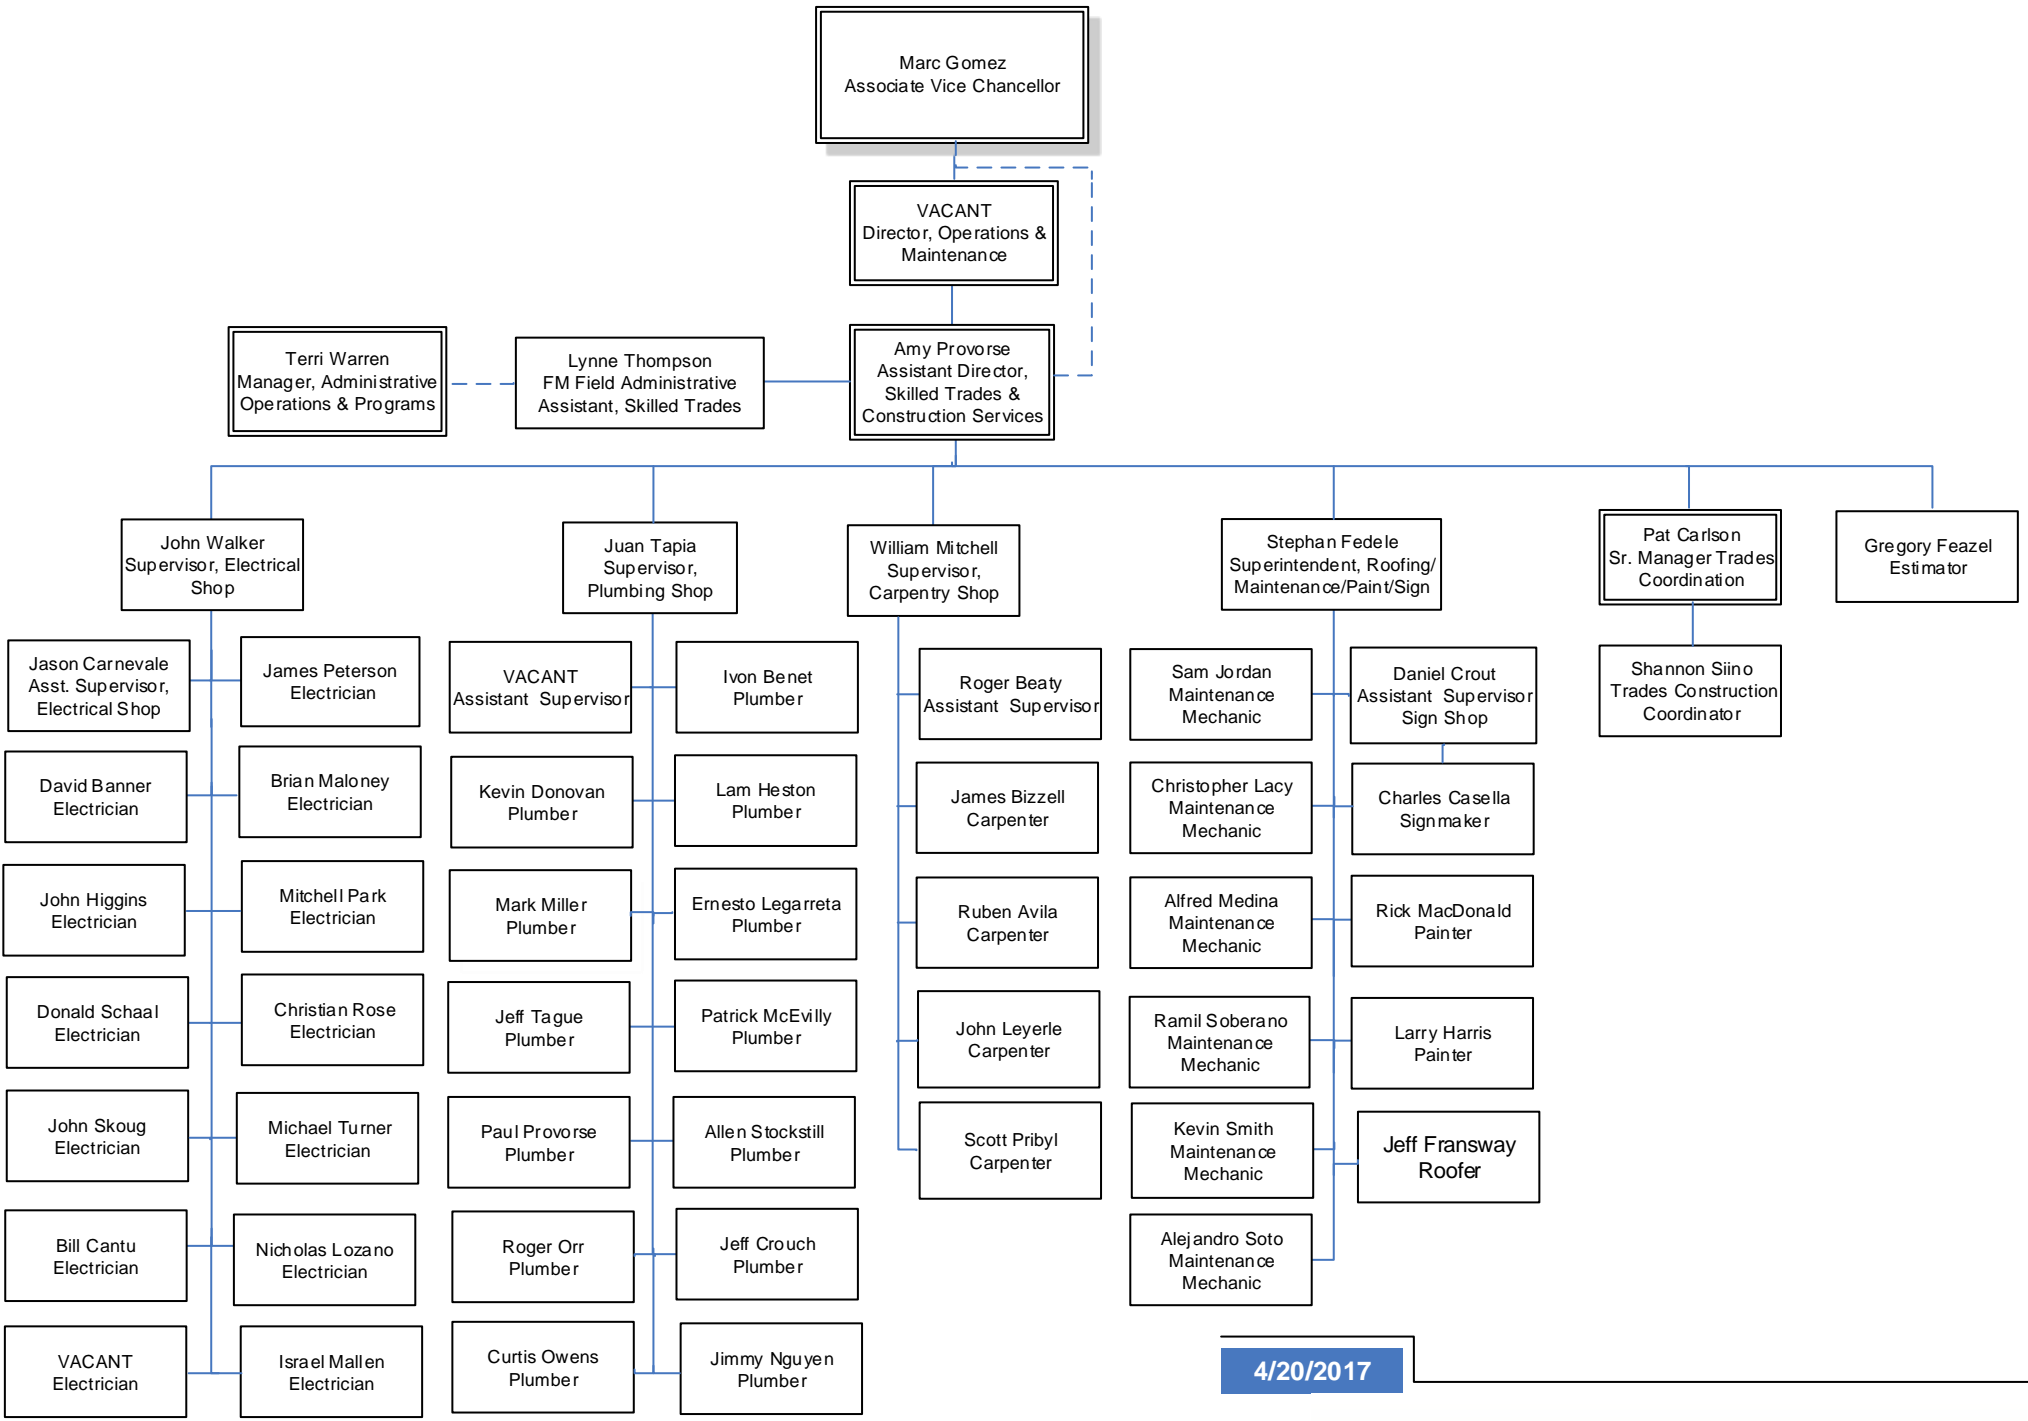 Marc Gomez
Associate Vice Chancellor
VACANT
Director, Operations &
Maintenance
Terri Warren
Manager, Administrative
Operations & Programs
Lynne Thompson
FM Field Administrative
Assistant, Skilled Trades
Amy Provorse
Assistant Director,
Skilled Trades &
Construction Services
John Walker
Supervisor, Electrical
Shop
Juan Tapia
Supervisor,
Plumbing Shop
William Mitchell
Supervisor,
Carpentry Shop
Stephan Fedele
Superintendent, Roofing/
Maintenance/Paint/Sign
Pat Carlson
Sr. Manager Trades
Coordination
Gregory Feazel
Estimator
Jason Carnevale
Asst. Supervisor,
Electrical Shop
James Peterson
Electrician
David Banner
Electrician
Brian Maloney
Electrician
John Higgins
Electrician
Mitchell Park
Electrician
Donald Schaal
Electrician
Christian Rose
Electrician
John Skoug
Electrician
Michael Turner
Electrician
Bill Cantu
Electrician
Nicholas Lozano
Electrician
VACANT
Electrician
Israel Mallen
Electrician
VACANT
Assistant Supervisor
Ivon Benet
Plumber
Kevin Donovan
Plumber
Lam Heston
Plumber
Mark Miller
Plumber
Ernesto Legarreta
Plumber
Jeff Tague
Plumber
Patrick McEvilly
Plumber
Paul Provorse
Plumber
Allen Stockstill
Plumber
Roger Orr
Plumber
Jeff Crouch
Plumber
Curtis Owens
Plumber
Jimmy Nguyen
Plumber
Roger Beaty
Assistant Supervisor
James Bizzell
Carpenter
Ruben Avila
Carpenter
John Leyerle
Carpenter
Scott Pribyl
Carpenter
Sam Jordan
Maintenance
Mechanic
Daniel Crout
Assistant Supervisor
Sign Shop
Christopher Lacy
Maintenance
Mechanic
Charles Casella
Signmaker
Alfred Medina
Maintenance
Mechanic
Rick MacDonald
Painter
Ramil Soberano
Maintenance
Mechanic
Larry Harris
Painter
Kevin Smith
Maintenance
Mechanic
Jeff Fransway
Roofer
Alejandro Soto
Maintenance
Mechanic
Shannon Siino
Trades Construction
Coordinator
4/20/2017